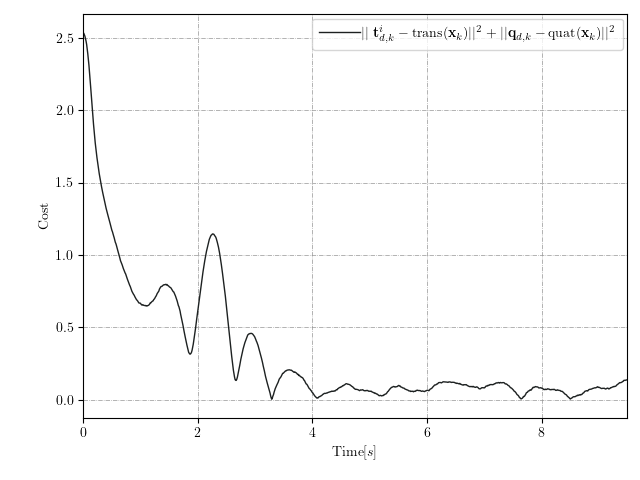 || t^i_{d,k} − trans(x_k)||^2 + ||q_{d,k} − quat(x_k)||^2
2.5
2.0
1.5
1.0
0.5
0.0
Cost
0 2 4 6 8
Time[s]